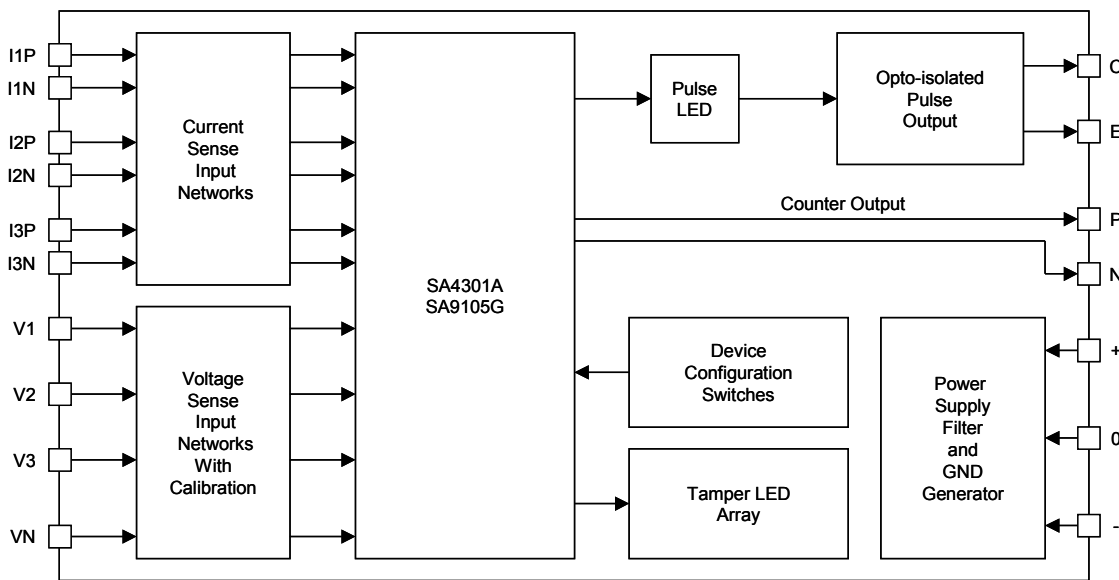 I1P
I1N
I2P
I2N
I3P
I3N
V1
V2
V3
VN
Current
Sense
Input
Networks
Voltage
Sense
Input
Networks
With
Calibration
SA4301A
SA9105G
Pulse
LED
Opto-isolated
Pulse
Output
Counter Output
Device
Configuration
Switches
Tamper LED
Array
Power
Supply
Filter
and
GND
Generator
E
P
N
+
0
-